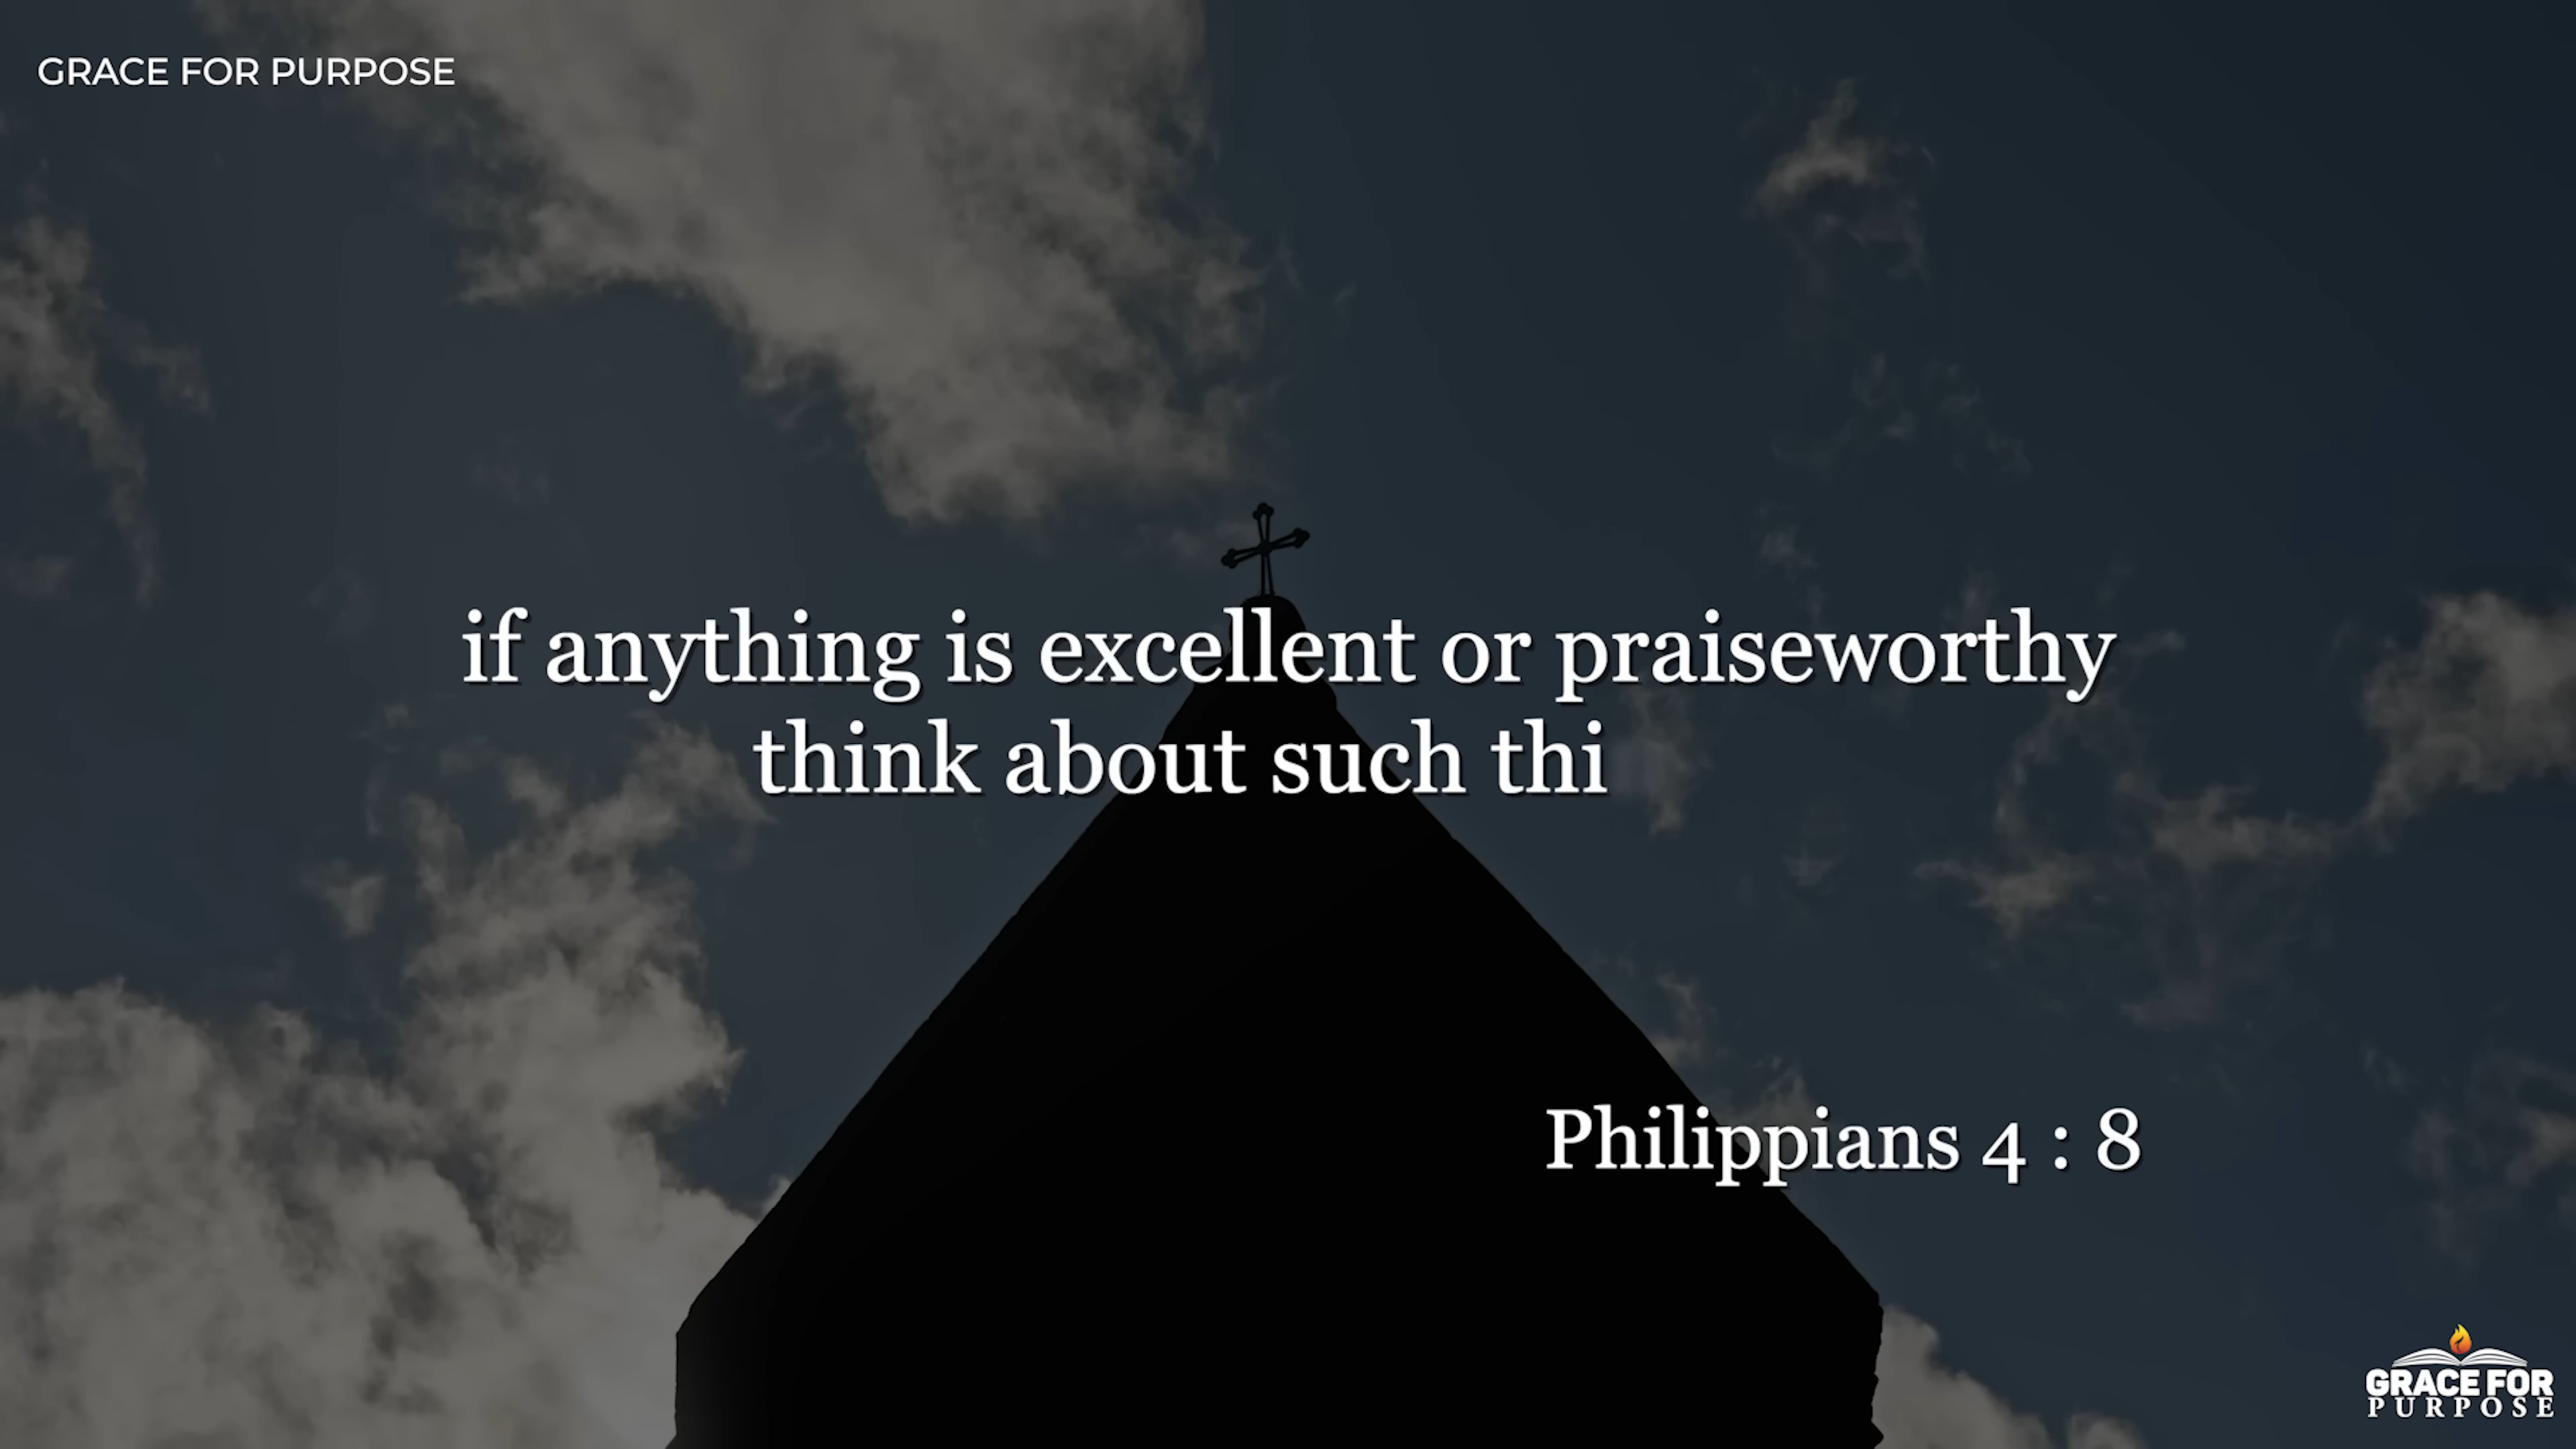 GRACE FOR PURPOSE
if anything is excellent or praiseworthy
think about such thi
Philippians 4 : 8
GRACE FOR
PURPOSE